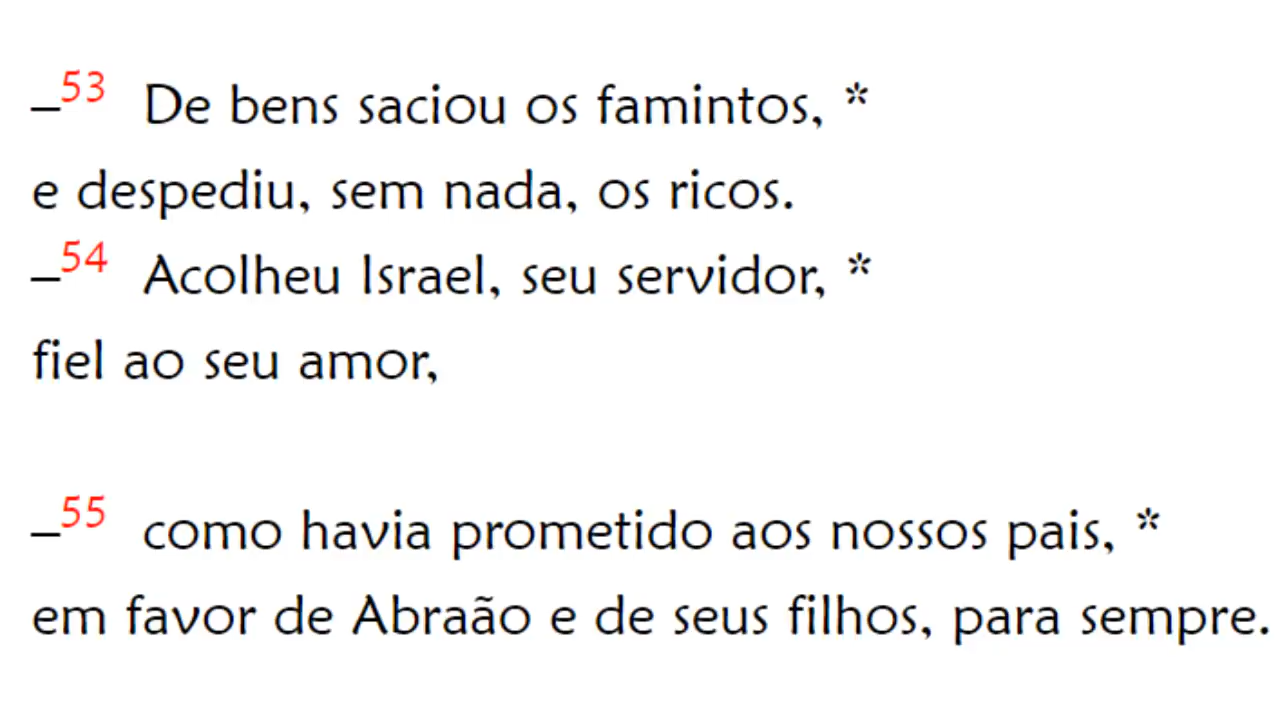 –53 De bens saciou os famintos, *
e despediu, sem nada, os ricos.
–54 Acolheu Israel, seu servidor, *
fiel ao seu amor,
–55 como havia prometido aos nossos pais, *
em favor de Abraão e de seus filhos, para sempre.